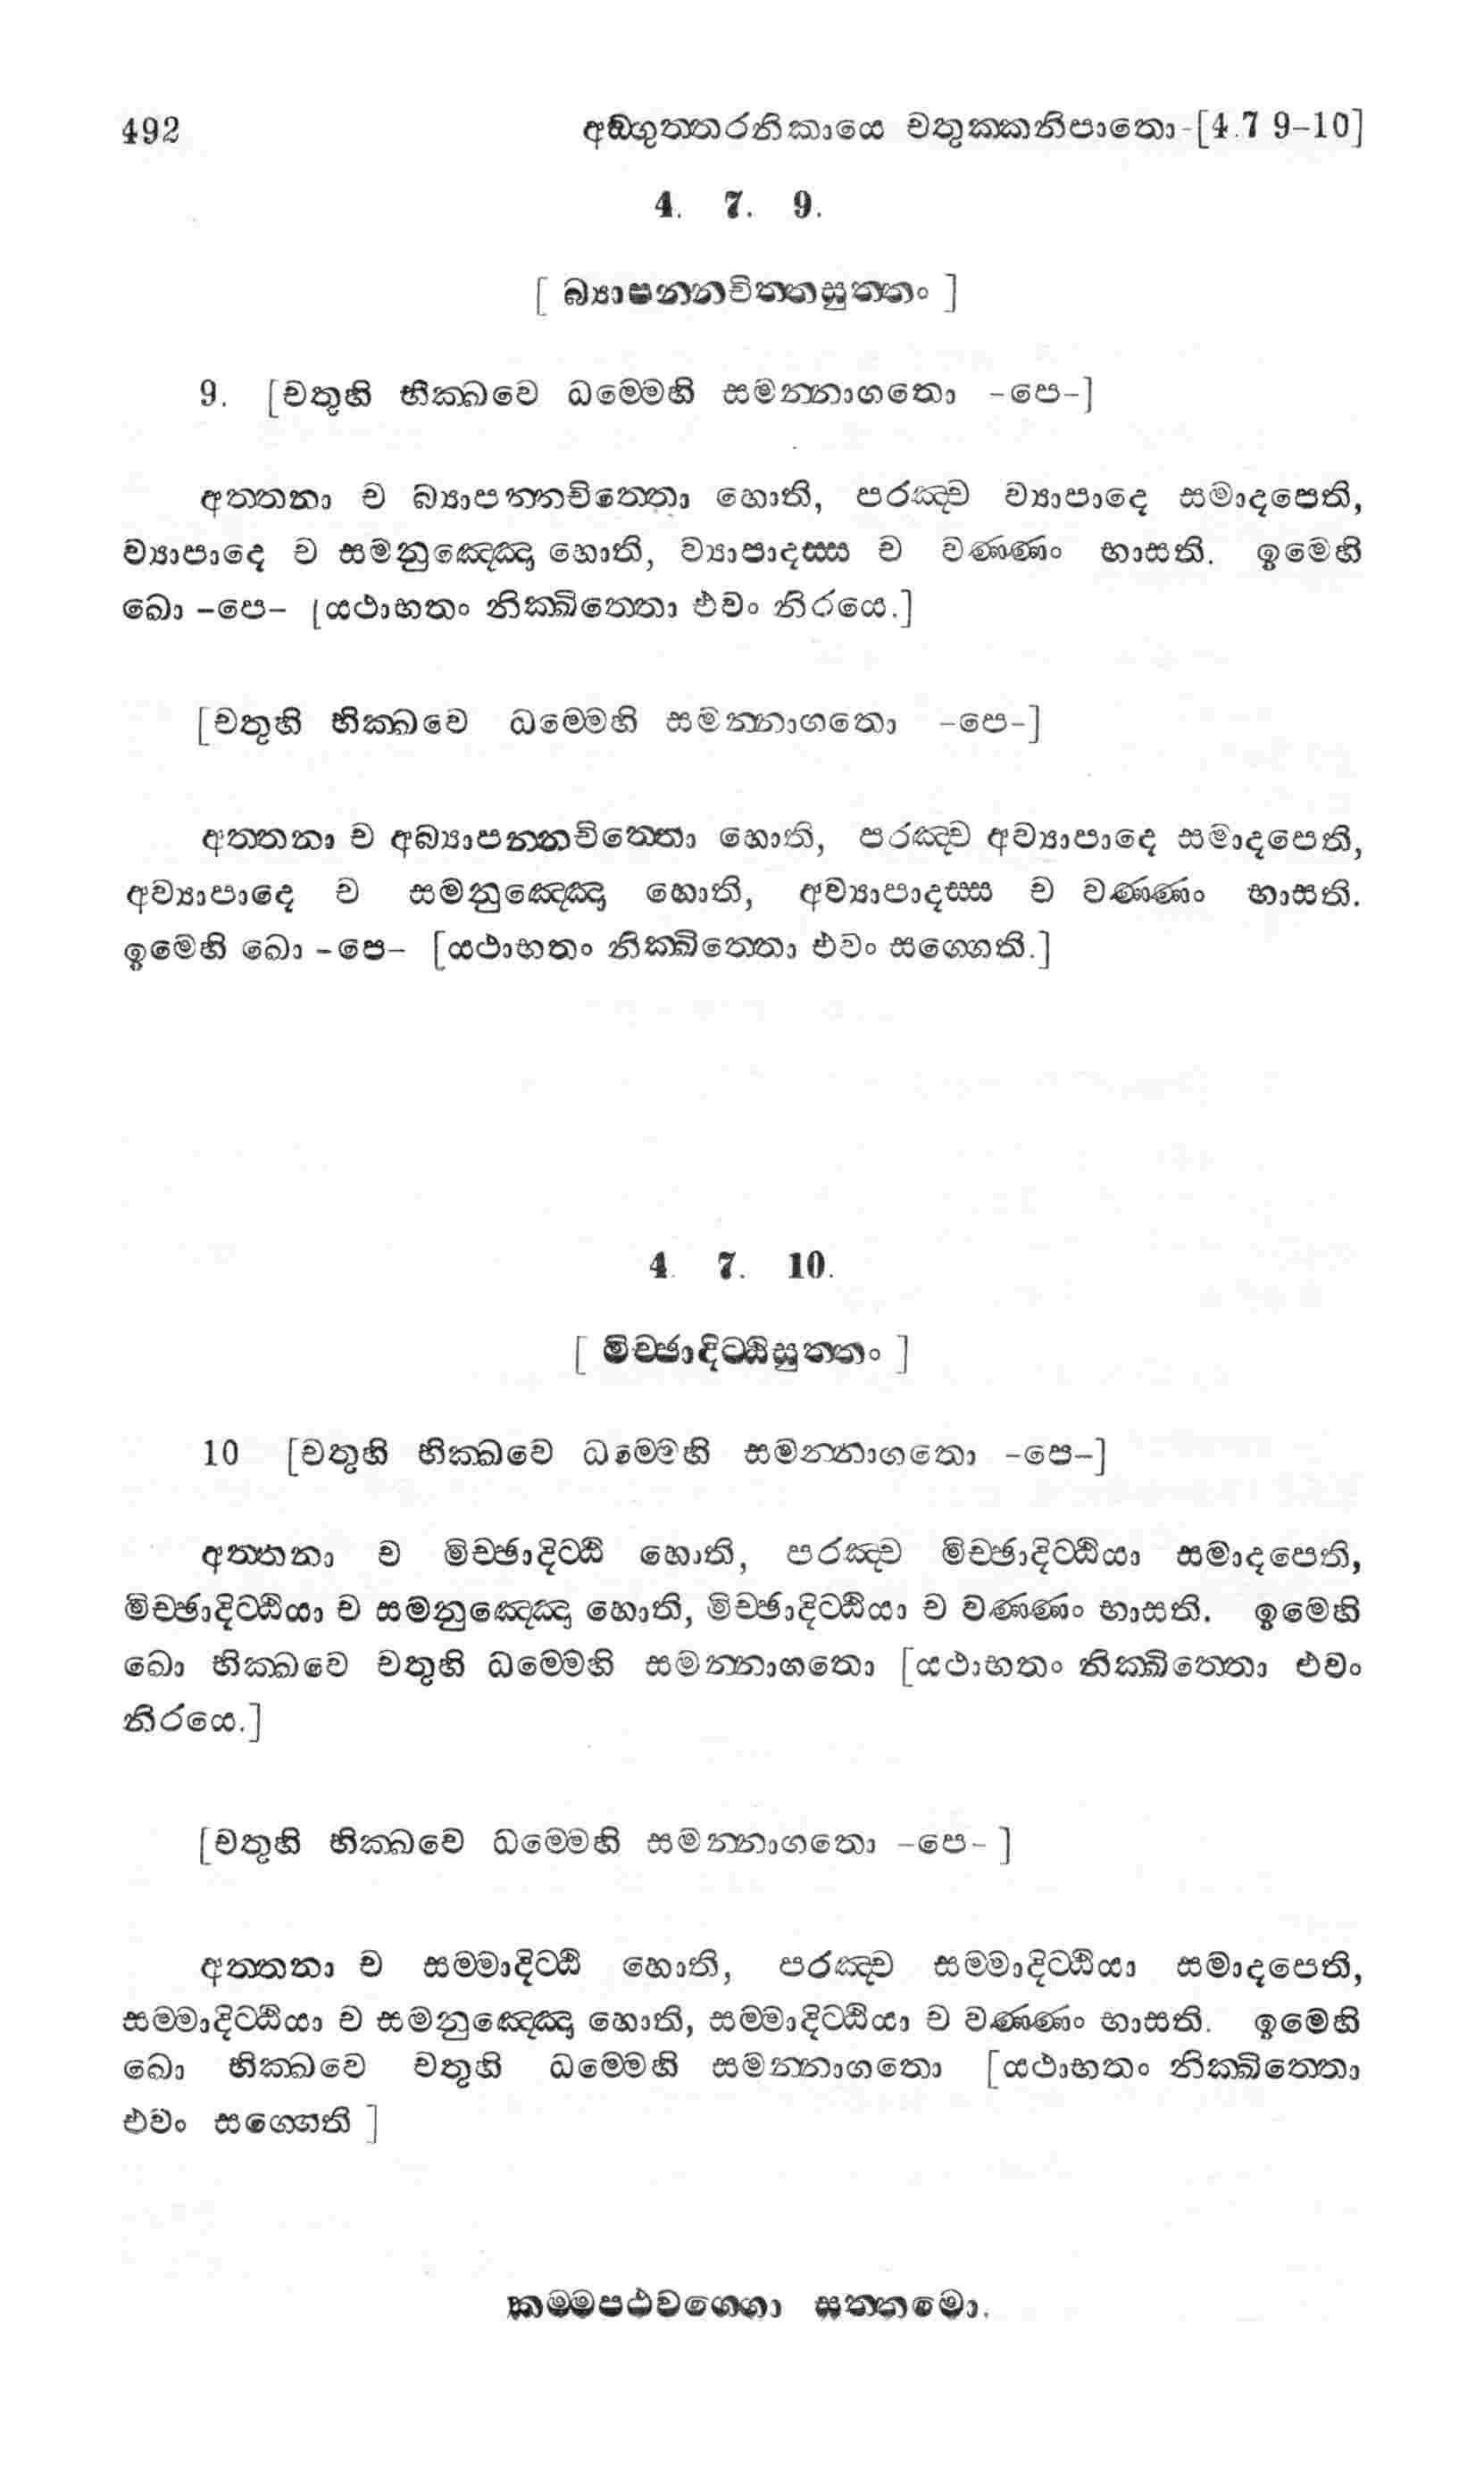 492 අඞ්ගුත්තරනිකායෙ චතුක්කනිපාතො-[4.7 9-10]
4. 7. 9.
[ බ්‍යාපන්නචිත්තසුත්තං ]
9. [චතූහි භික්ඛවෙ ධම්මෙහි සමන්නාගතො -පෙ-]
අත්තනා ච බ්‍යාපන්නචිත්තො හොති, පරඤ්ච ව්‍යාපාදෙ සමාදපෙති,
ව්‍යාපාදෙ ච සමනුඤ්ඤො හොති, ව්‍යාපාදස්ස ච වණ්ණං භාසති. ඉමෙහි
ඛො -පෙ- [යථාභතං නික්ඛිත්තො එවං නිරයෙ.]
[චතූහි භික්ඛවෙ ධම්මෙහි සමන්නාගතො -පෙ-]
අත්තනා ච අබ්‍යාපන්නචිත්තො හොති, පරඤ්ච අව්‍යාපාදෙ සමාදපෙති,
අව්‍යාපාදෙ ච සමනුඤ්ඤො හොති, අව්‍යාපාදස්ස ච වණ්ණං භාසති.
ඉමෙහි ඛො -පෙ- [යථාභතං නික්ඛිත්තො එවං සග්ගෙති.]
4 7. 10.
[ මිච්ඡාදිට්ඨිසුත්තං ]
10 [චතූහි භික්ඛවෙ ධම්මෙහි සමන්නාගතො -පෙ-]
අත්තනා ච මිච්ඡාදිට්ඨි හොති, පරඤ්ච මිච්ඡාදිට්ඨියා සමාදපෙති,
මිච්ඡාදිට්ඨියා ච සමනුඤ්ඤො හොති, මිච්ඡාදිට්ඨියා ච වණ්ණං භාසති. ඉමෙහි
ඛො භික්ඛවෙ චතූහි ධම්මෙහි සමන්නාගතො [යථාභතං නික්ඛිත්තො එවං
නිරයෙ.]
[චතූහි භික්ඛවෙ ධම්මෙහි සමන්නාගතො -පෙ- ]
අත්තනා ච සම්මාදිට්ඨි හොති, පරඤ්ච සම්මාදිට්ඨියා සමාදපෙති,
සම්මාදිට්ඨියා ච සමනුඤ්ඤො හොති, සම්මාදිට්ඨියා ච වණ්ණං භාසති. ඉමෙහි
ඛො භික්ඛවෙ චතූහි ධම්මෙහි සමන්නාගතො [යථාභතං නික්ඛිත්තො
එවං සග්ගෙති ]
කම්මපථවග්ගො සත්තමො.